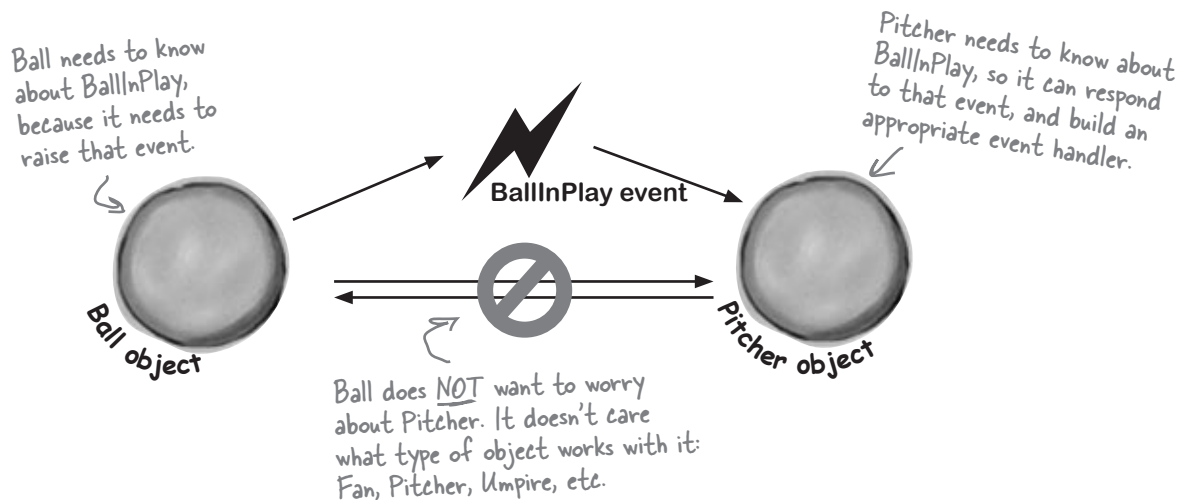 Ball needs to know
about BallInPlay,
because it needs to
raise that event.
Pitcher needs to know about
BallInPlay, so it can respond
to that event, and build an
appropriate event handler.
BallInPlay event
Ball object
Pitcher object
Ball does NOT want to worry
about Pitcher. It doesn't care
what type of object works with it:
Fan, Pitcher, Umpire, etc.